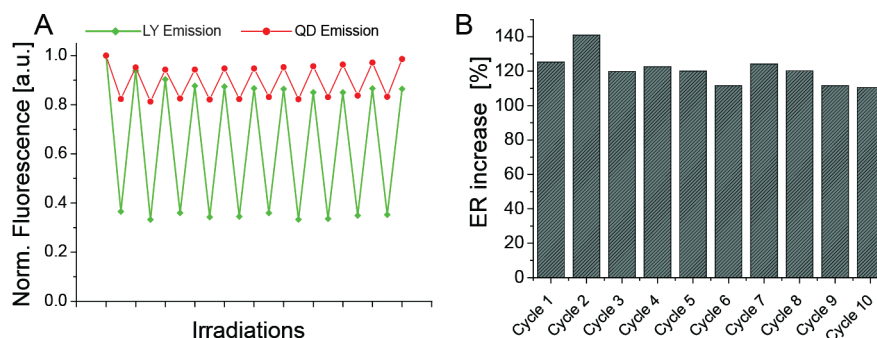 A
LY Emission
QD Emission
1.0
0.8
0.6
0.4
0.2
0.0
Norm. Fluorescence [a.u.]
Irradiations
B
140
120
100
80
60
40
20
0
ER increase [%]
Cycle 1
Cycle 2
Cycle 3
Cycle 4
Cycle 5
Cycle 6
Cycle 7
Cycle 8
Cycle 9
Cycle 10